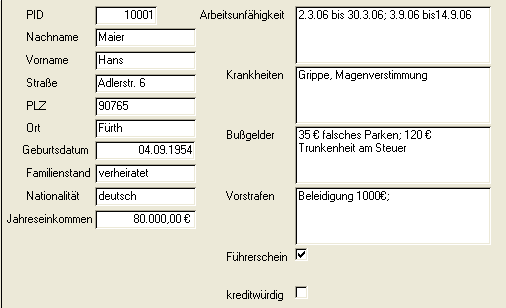 PID 10001
Nachname Maier
Vorname Hans
Straße Adlerstr. 6
PLZ 90765
Ort Fürth
Geburtsdatum 04.09.1954
Familienstand verheiratet
Nationalität deutsch
Jahreseinkommen 80.000,00 €
Arbeitsunfähigkeit 2.3.06 bis 30.3.06; 3.9.06 bis14.9.06
Krankheiten Grippe, Magenverstimmung
Bußgelder 35 € falsches Parken; 120 €
Trunkenheit am Steuer
Vorstrafen Beleidigung 1000€;
Führerschein
kreditwürdig